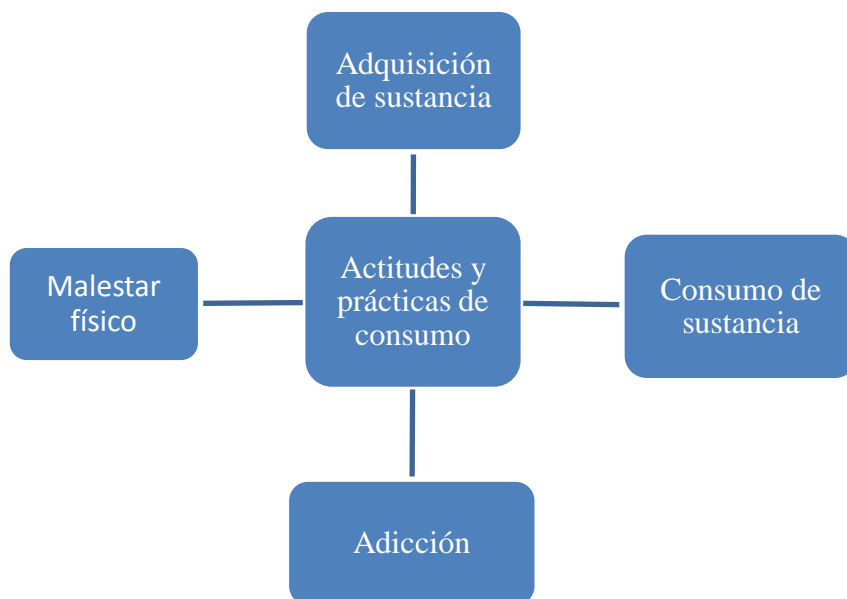 Adquisición
de sustancia
Malestar
físico
Actitudes y
prácticas de
consumo
Consumo de
sustancia
Adicción